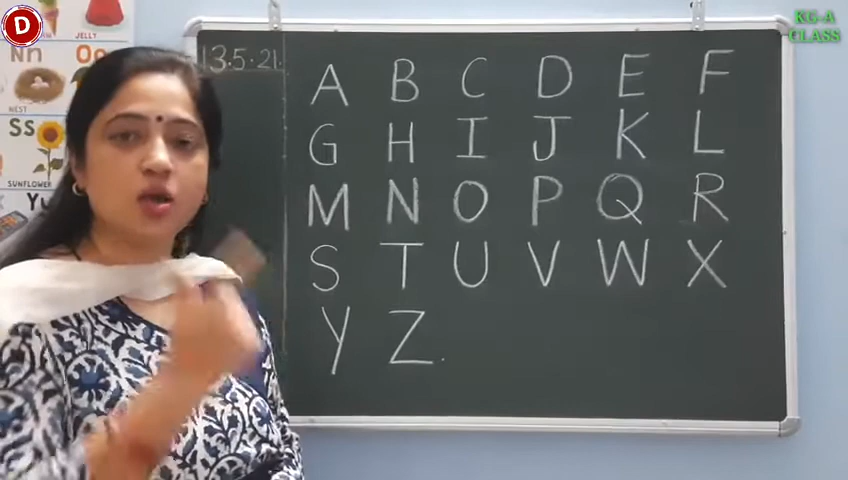 D
KG-A
CLASS
JELLY
Nn
Oo
NEST
Ss
SUNFLOWER
13.5.21.
A B C D E F
G H I J K L
M N O P Q R
S T U V W X
Y Z